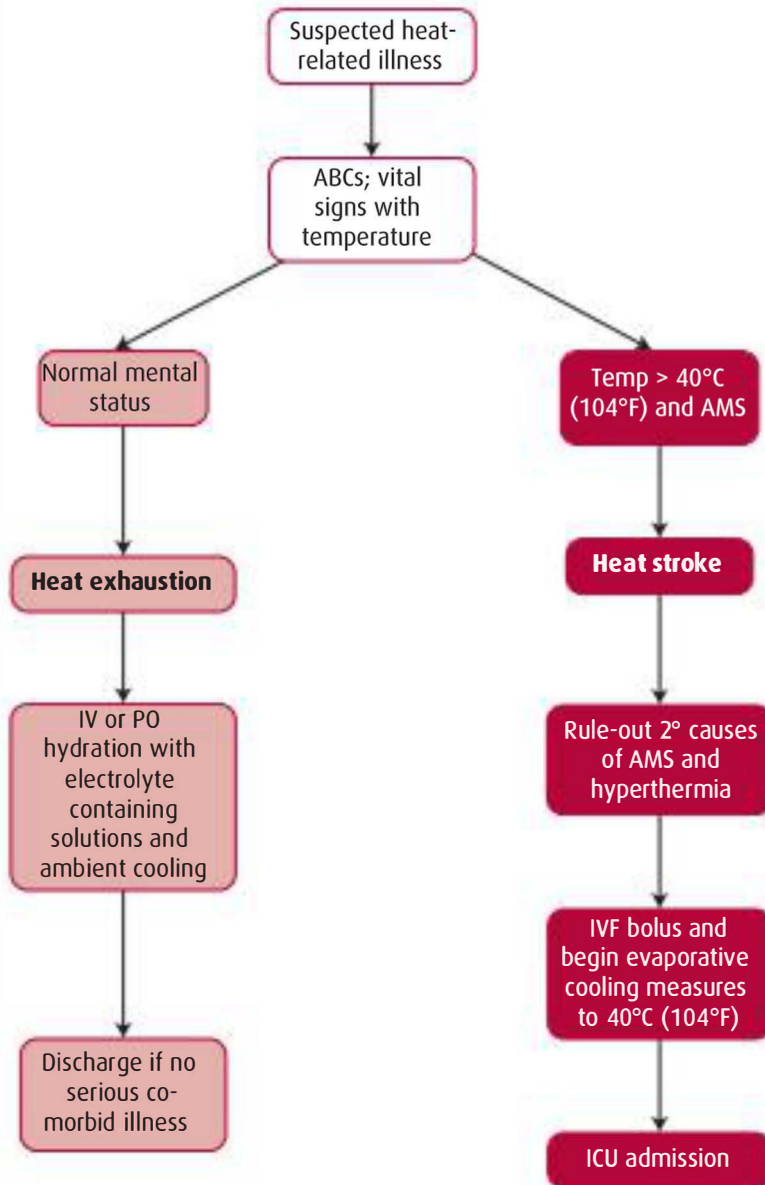 Suspected heat-
related illness
ABCs; vital
signs with
temperature
Normal mental
status
Heat exhaustion
IV or PO
hydration with
electrolyte
containing
solutions and
ambient cooling
Discharge if no
serious co-
morbid illness
Temp > 40°C
(104°F) and AMS
Heat stroke
Rule-out 2° causes
of AMS and
hyperthermia
IVF bolus and
begin evaporative
cooling measures
to 40°C (104°F)
ICU admission